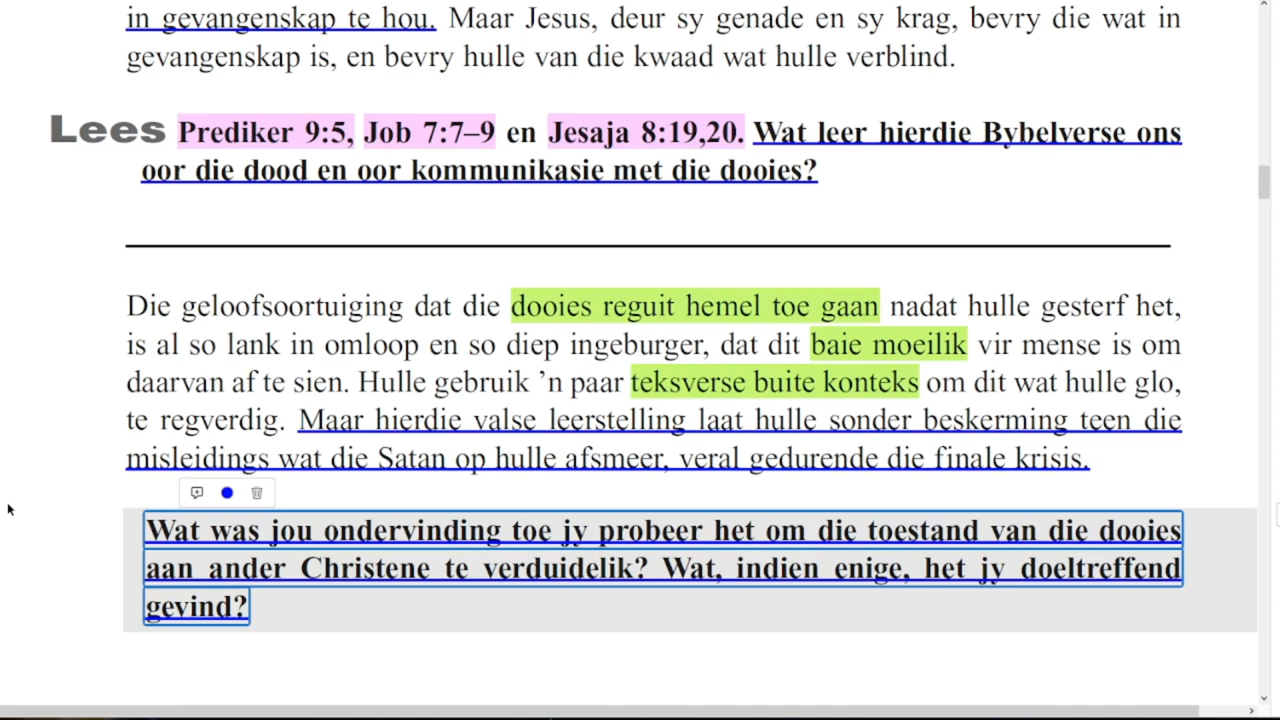 in gevangenskap te hou. Maar Jesus, deur sy genade en sy krag, bevry die wat in
gevangenskap is, en bevry hulle van die kwaad wat hulle verblind.
Lees Prediker 9:5, Job 7:7–9 en Jesaja 8:19,20. Wat leer hierdie Bybelverse ons
oor die dood en oor kommunikasie met die dooies?
Die geloofsoortuiging dat die dooies reguit hemel toe gaan nadat hulle gesterf het,
is al so lank in omloop en so diep ingeburger, dat dit baie moeilik vir mense is om
daarvan af te sien. Hulle gebruik ’n paar teksverse buite konteks om dit wat hulle glo,
te regverdig. Maar hierdie valse leerstelling laat hulle sonder beskerming teen die
misleidings wat die Satan op hulle afsmeer, veral gedurende die finale krisis.
Wat was jou ondervinding toe jy probeer het om die toestand van die dooies
aan ander Christene te verduidelik? Wat, indien enige, het jy doeltreffend
gevind?